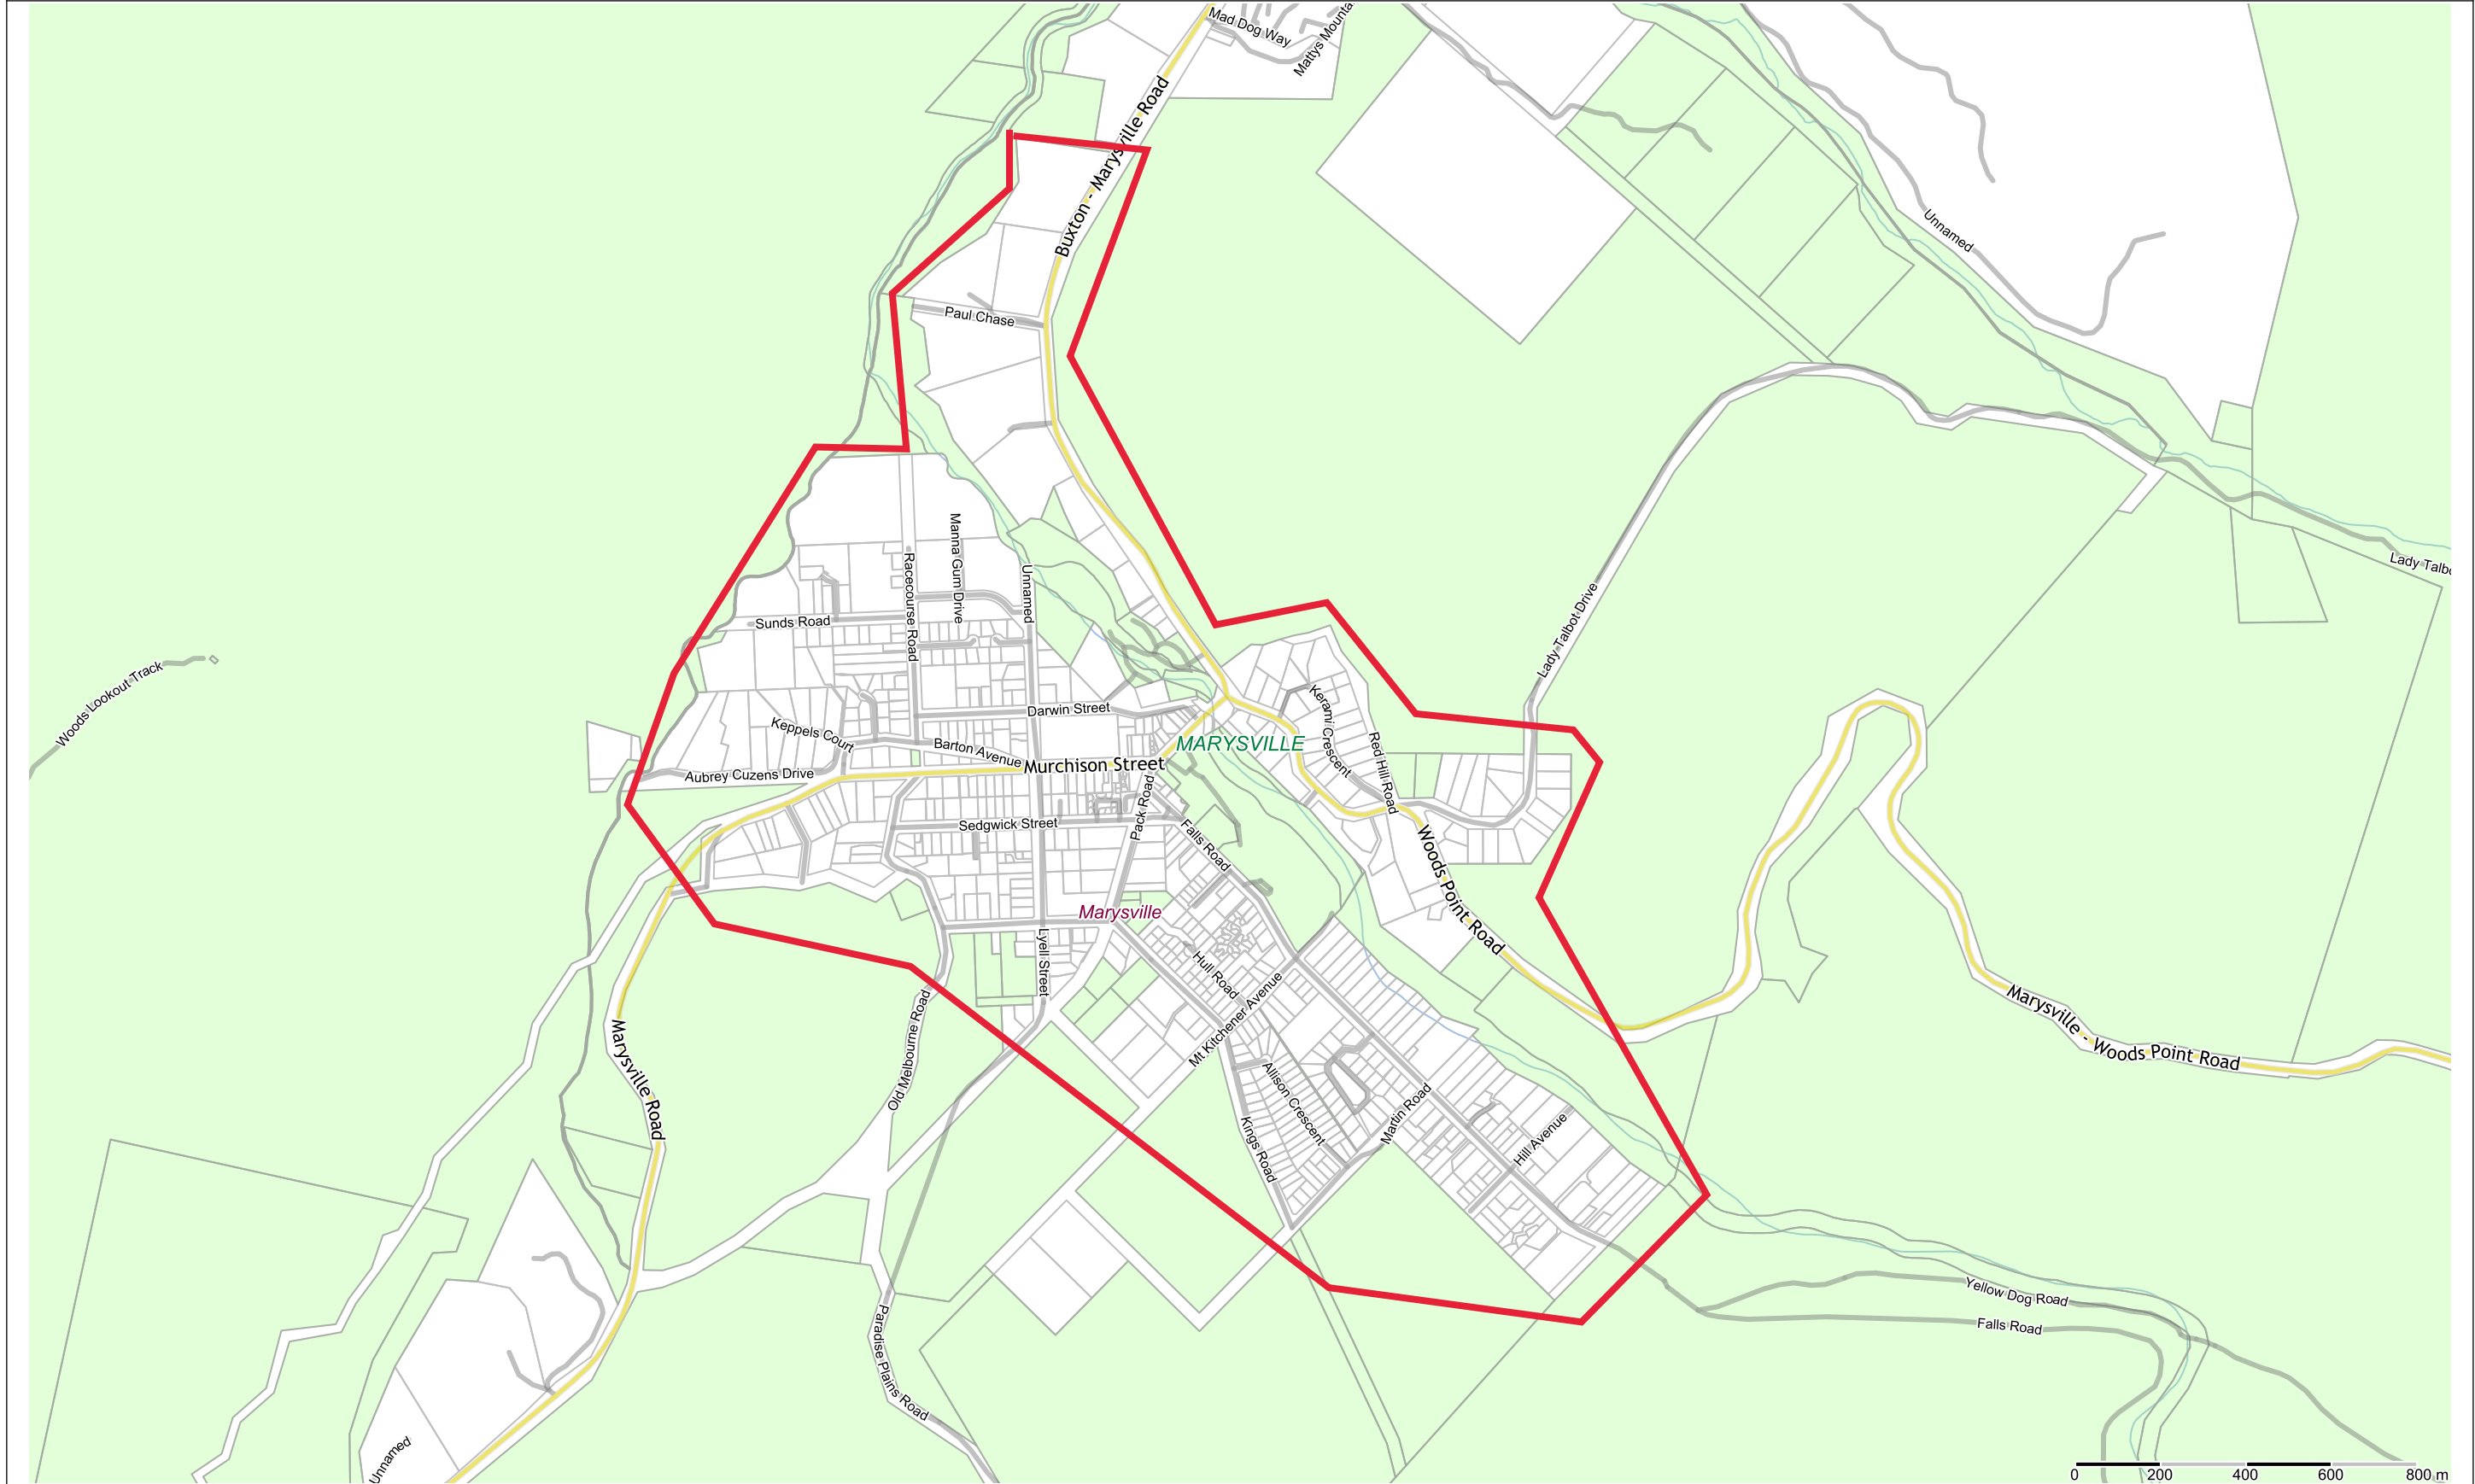 Mad Dog Way
Mattys Mounta
Buxton - Marysville Road
Unnamed
Paul Chase
Lady Talbo
Manna Gum Drive
Racecourse Road
Unnamed
Sunds Road
Lady Talbot Drive
Woods Lookout Track
Darwin Street
Kerami Crescent
Keppels Court
Barton Avenue
MARYSVILLE
Red Hill Road
Aubrey Cuzens Drive
Murchison Street
Pack Road
Sedgwick Street
Falls Road
Woods Point Road
Marysville
Lyell Street
Hull Road
Mt Kitchener Avenue
Old Melbourne Road
Marysville Road
Marysville - Woods Point Road
Allison Crescent
Martin Road
Kings Road
Hill Avenue
Yellow Dog Road
Falls Road
Paradise Plains Road
Unnamed
0 200 400 600 800 m